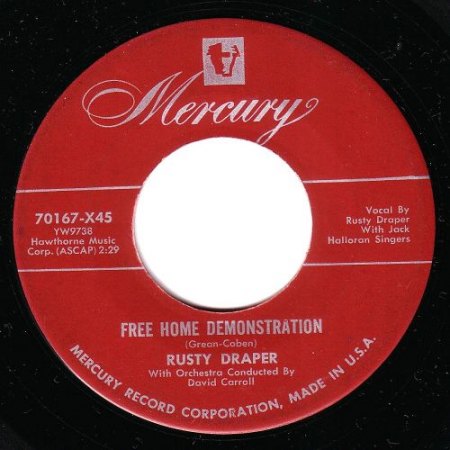 Mercury
70167-X45
YW9738
Hawthorne Music
Corp. (ASCAP) 2:29
Vocal By
Rusty Draper
With Jack
Halloran Singers
FREE HOME DEMONSTRATION
(Grean-Coben)
RUSTY DRAPER
With Orchestra Conducted By
David Carroll
MERCURY RECORD CORPORATION, MADE IN U.S.A.